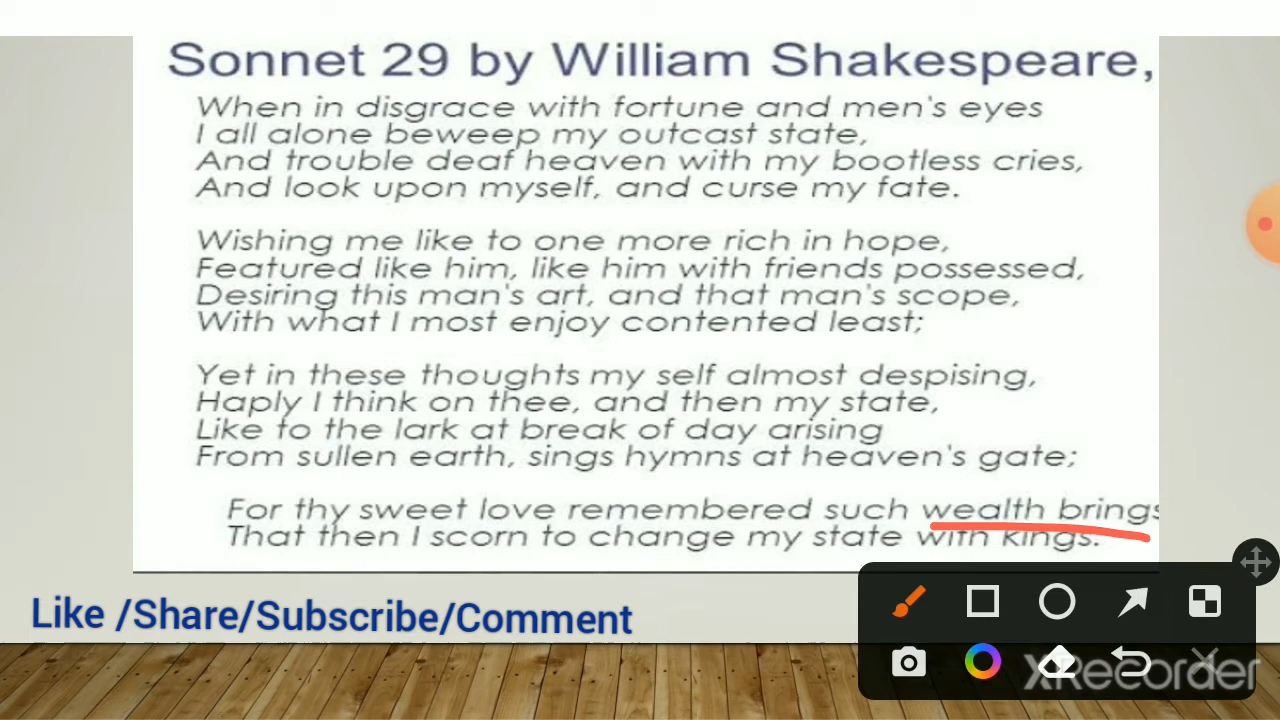 Sonnet 29 by William Shakespeare,
When in disgrace with fortune and men's eyes
I all alone beweep my outcast state,
And trouble deaf heaven with my bootless cries,
And look upon myself, and curse my fate.
Wishing me like to one more rich in hope,
Featured like him, like him with friends possessed,
Desiring this man's art, and that man's scope,
With what I most enjoy contented least;
Yet in these thoughts my self almost despising,
Haply I think on thee, and then my state,
Like to the lark at break of day arising
From sullen earth, sings hymns at heaven's gate;
For thy sweet love remembered such wealth brings
That then I scorn to change my state with kings.
Like /Share/Subscribe/Comment
XRecorder